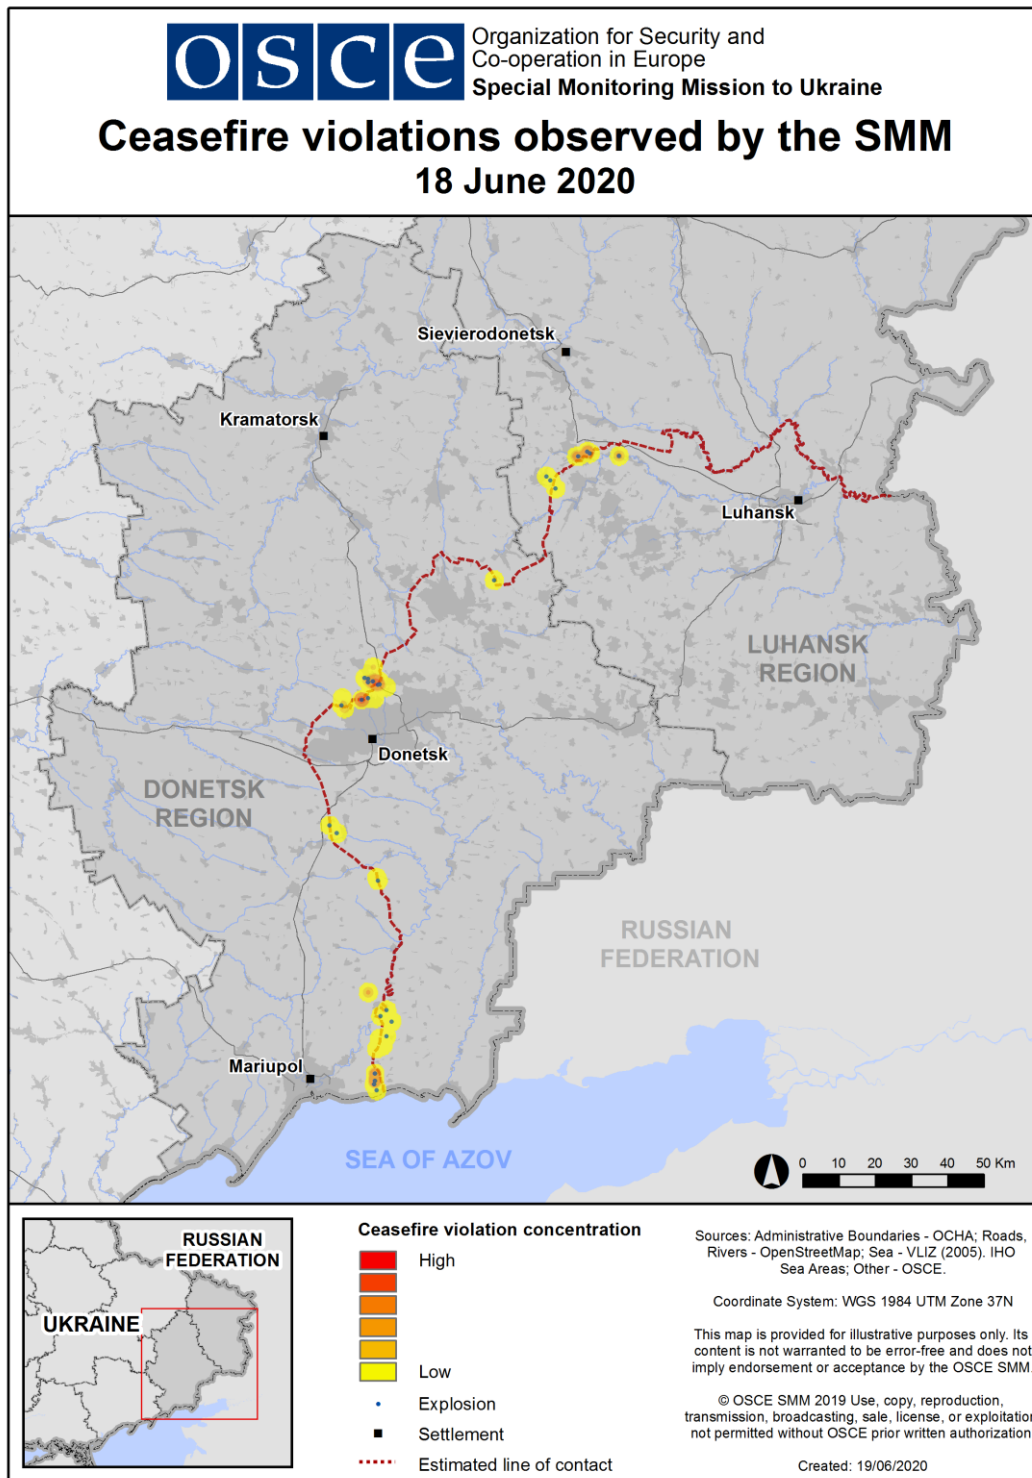 osce
Organization for Security and
Co-operation in Europe
Special Monitoring Mission to Ukraine
Ceasefire violations observed by the SMM
18 June 2020
Sievierodonetsk
Kramatorsk
Luhansk
LUHANSK
REGION
Donetsk
DONETSK
REGION
RUSSIAN
FEDERATION
Mariupol
SEA OF AZOV
0 10 20 30 40 50 Km
RUSSIAN
FEDERATION
UKRAINE
Ceasefire violation concentration
High
Low
Explosion
Settlement
Estimated line of contact
Sources: Administrative Boundaries - OCHA; Roads,
Rivers - OpenStreetMap; Sea - VLIZ (2005). IHO
Sea Areas; Other - OSCE.
Coordinate System: WGS 1984 UTM Zone 37N
This map is provided for illustrative purposes only. Its
content is not warranted to be error-free and does not
imply endorsement or acceptance by the OSCE SMM.
© OSCE SMM 2019 Use, copy, reproduction,
transmission, broadcasting, sale, license, or exploitation
not permitted without OSCE prior written authorization
Created: 19/06/2020